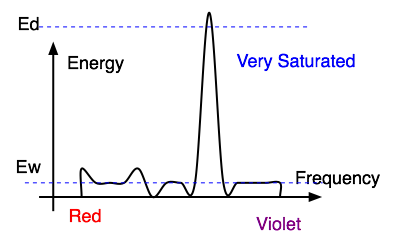 Ed
Energy
Very Saturated
Ew
Frequency
Red
Violet